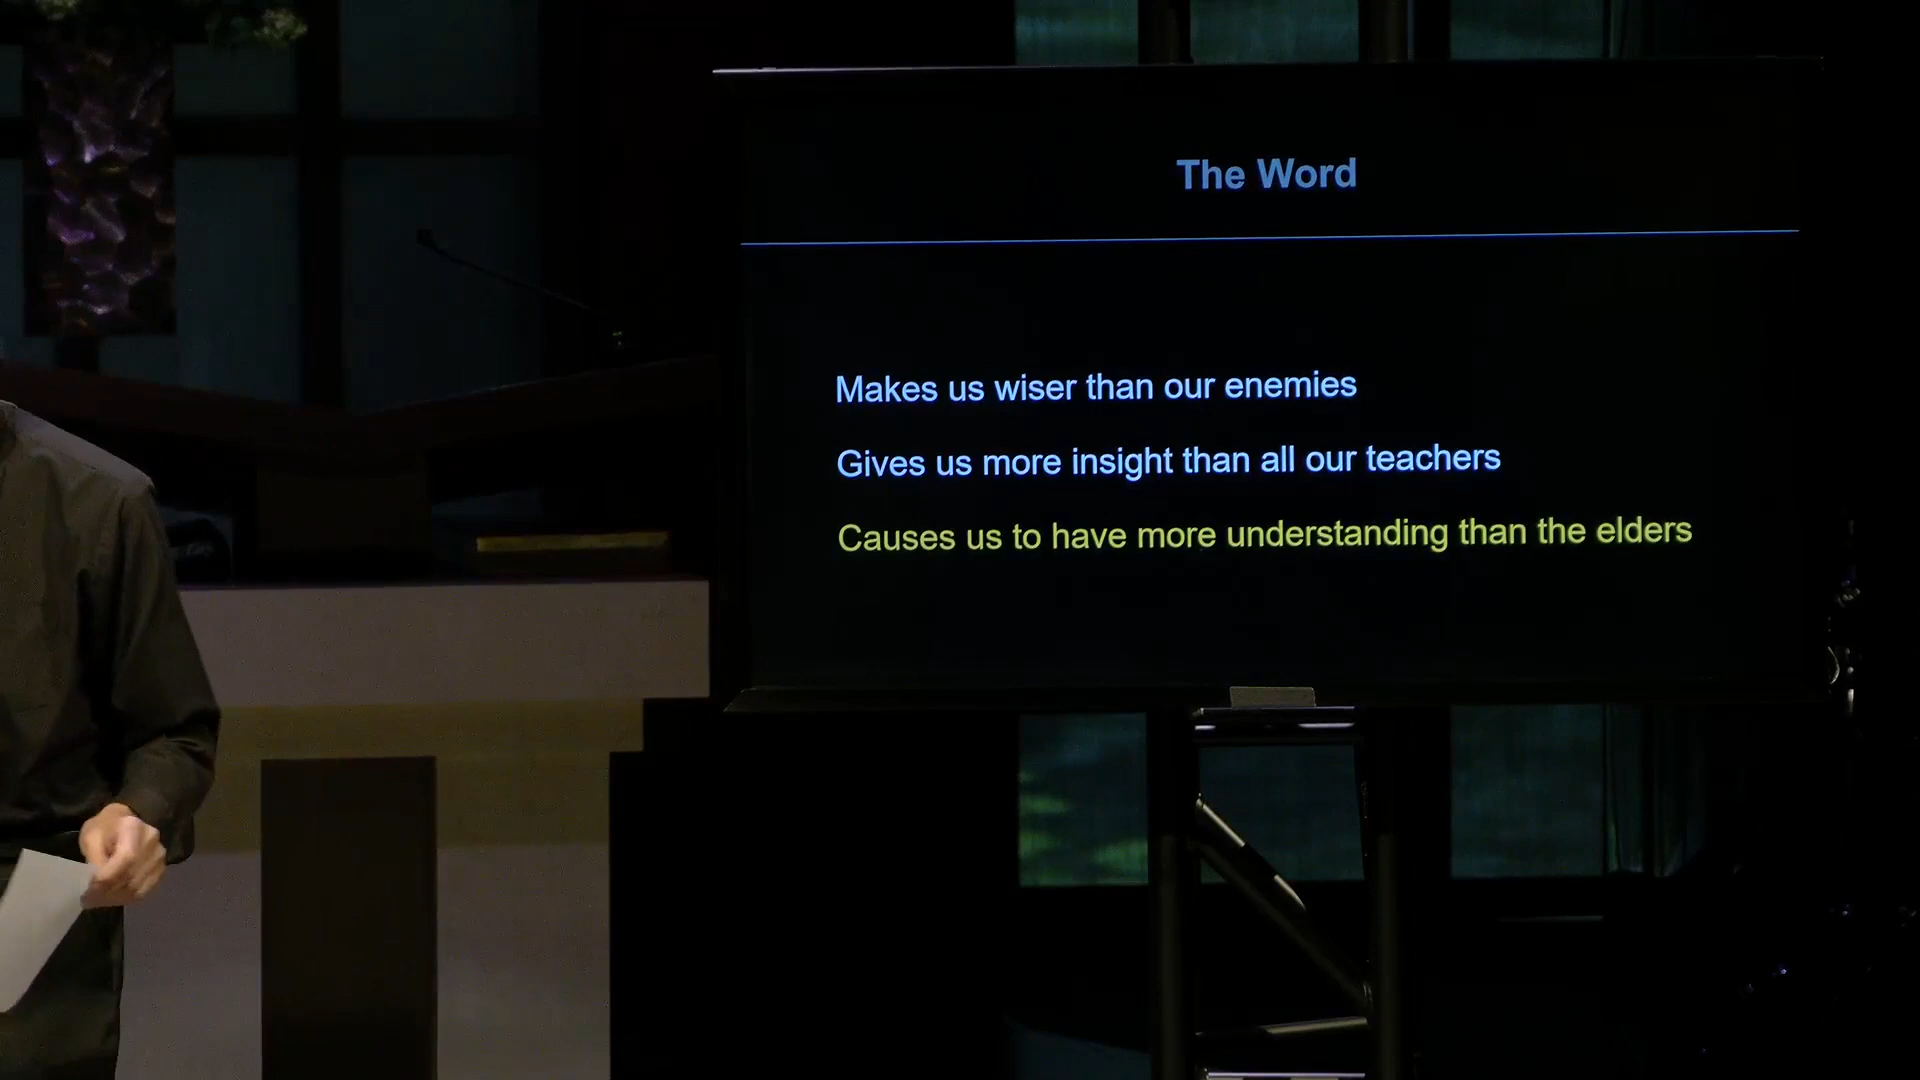 The Word
Makes us wiser than our enemies
Gives us more insight than all our teachers
Causes us to have more understanding than the elders